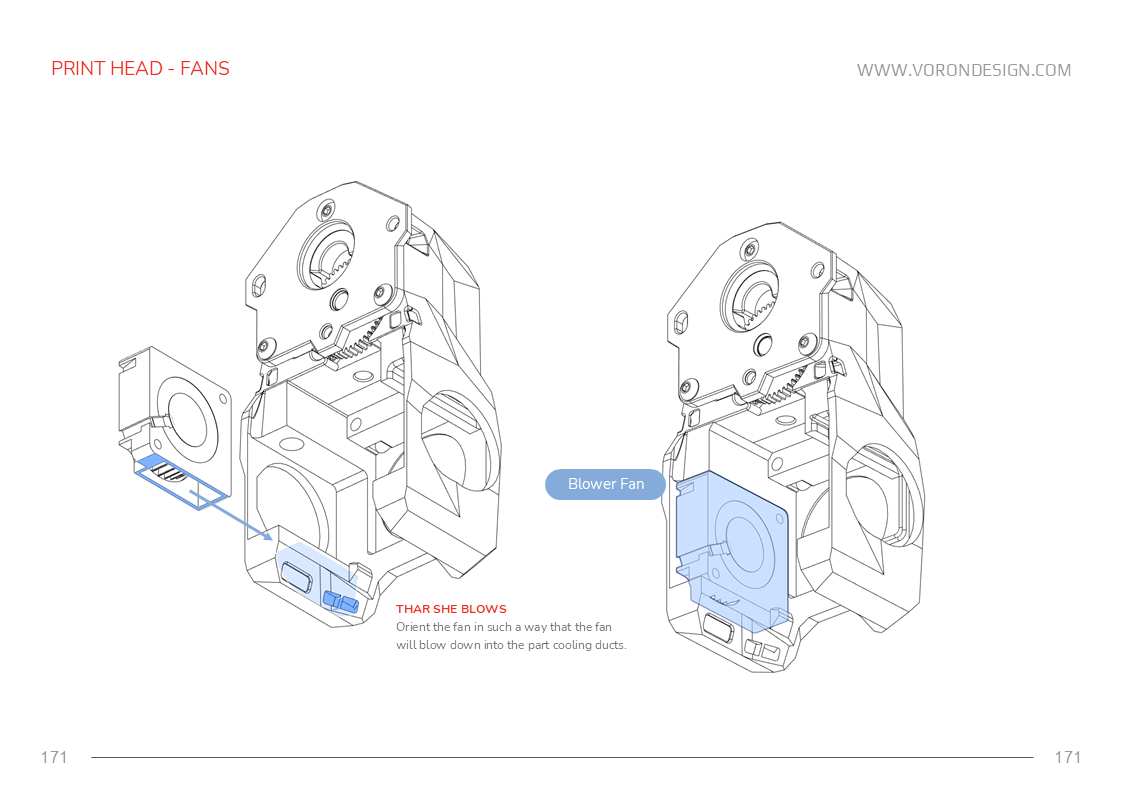 PRINT HEAD - FANS
WWW.VORONDESIGN.COM
Blower Fan
THAR SHE BLOWS
Orient the fan in such a way that the fan
will blow down into the part cooling ducts.
171
171